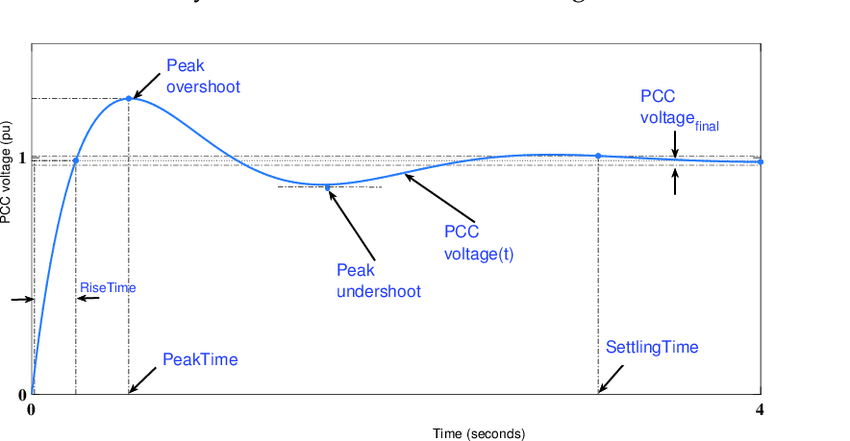 Peak
overshoot
PCC
voltage_final
PCC voltage (pu)
1
PCC
voltage(t)
Peak
undershoot
RiseTime
PeakTime
SettlingTime
0
0
4
Time (seconds)